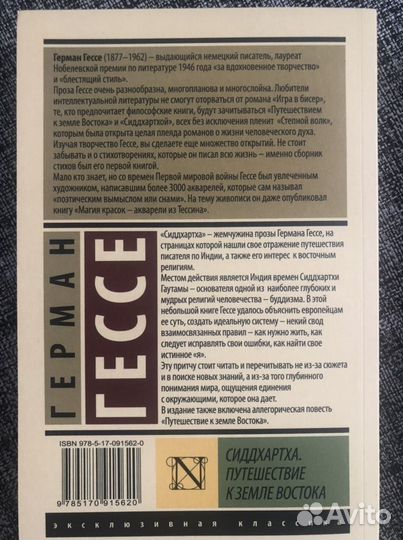 Герман Гессе (1877–1962) – выдающийся немецкий писатель, лауреат
Нобелевской премии по литературе 1946 года «за вдохновенное творчество»
и «блестящий стиль».
Проза Гессе очень разнообразна, многопланова и многослойна. Любители
интеллектуальной литературы не смогут оторваться от романа «Игра в бисер»,
те, кто предпочитает философские книги, будут зачитываться «Путешествием
к земле Востока» и «Сиддхартхой», всех без исключения пленит «Степной волк»,
которым была открыта целая плеяда романов о жизни человеческого духа.
Изучая творчество Гессе, вы сделаете еще множество открытий. Не стоит
забывать и о стихотворениях, которые он писал всю жизнь – именно сборник
стихов был его первой книгой.
Мало кто знает, но со времен Первой мировой войны Гессе был увлеченным
художником, написавшим более 3000 акварелей, которые сам называл
«поэтическим вымыслом или снами». На тему живописи он даже опубликовал
книгу «Магия красок – акварели из Тессина».
ГЕРМАН
ГЕССЕ
«Сиддхартха» – жемчужина прозы Германа Гессе, на
страницах которой нашли свое отражение путешествия
писателя по Индии, а также его интерес к восточным
религиям.
Местом действия является Индия времен Сиддхартхи
Гаутамы – основателя одной из наиболее глубоких и
мудрых религий человечества – буддизма. В этой
небольшой книге Гессе удалось объяснить европейцам
ее суть, создать идеальную систему – некий свод
взаимосвязанных правил – как нужно жить, как
следует исправлять свои ошибки, как найти свое
истинное «я».
Эту притчу стоит читать и перечитывать не из-за сюжета
и в поиске новых знаний, а из-за того глубинного
понимания мира, ощущения единения
с окружающими, которое она дает.
В издание также включена аллегорическая повесть
«Путешествие к земле Востока».
ISBN 978-5-17-091562-0
9 785170 915620
N
СИДДХАРТХА.
ПУТЕШЕСТВИЕ
К ЗЕМЛЕ ВОСТОКА
эксклюзивная классика
Avito